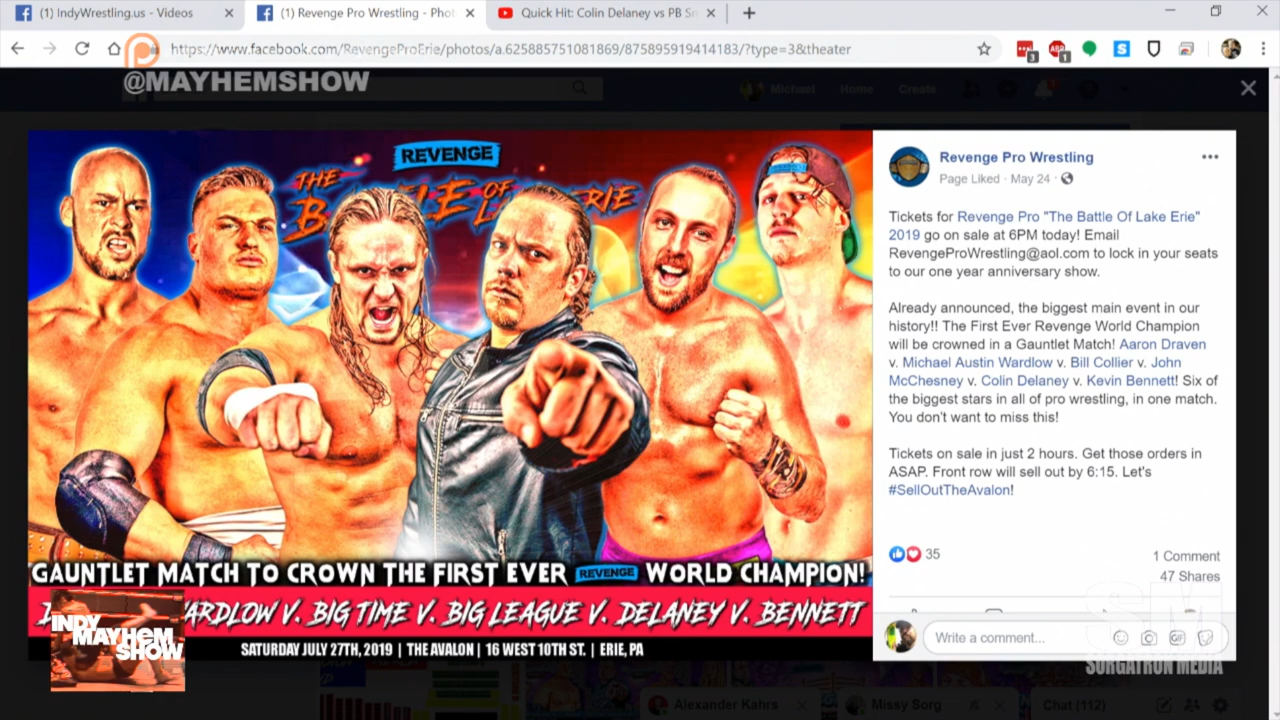 (1) IndyWrestling.us - Videos
(1) Revenge Pro Wrestling - Phot
Quick Hit: Colin Delaney vs PB Sm
https://www.facebook.com/RevengeProErie/photos/a.625885751081869/875895919414183/?type=3&theater
3
1
@MAYHEMSHOW
Michael
Home
Create
REVENGE
THE
OF
Revenge Pro Wrestling
Page Liked · May 24 ·
Tickets for Revenge Pro "The Battle Of Lake Erie"
2019 go on sale at 6PM today! Email
RevengeProWrestling@aol.com to lock in your seats
to our one year anniversary show.
Already announced, the biggest main event in our
history!! The First Ever Revenge World Champion
will be crowned in a Gauntlet Match! Aaron Draven
v. Michael Austin Wardlow v. Bill Collier v. John
McChesney v. Colin Delaney v. Kevin Bennett! Six of
the biggest stars in all of pro wrestling, in one match.
You don't want to miss this!
Tickets on sale in just 2 hours. Get those orders in
ASAP. Front row will sell out by 6:15. Let's
#SellOutTheAvalon!
35
1 Comment
47 Shares
Write a comment...
GIF
GAUNTLET MATCH TO CROWN THE FIRST EVER REVENGE WORLD CHAMPION!
ARDLOW V. BIG TIME V. BIG LEAGUE V. DELANEY V. BENNETT
SATURDAY JULY 27TH, 2019 | THE AVALON | 16 WEST 10TH ST. | ERIE, PA
INDY
MAYHEM
SHOW
SM
SORGATRON MEDIA
Alexander Kahrs
Missy Sorg
Chat (112)